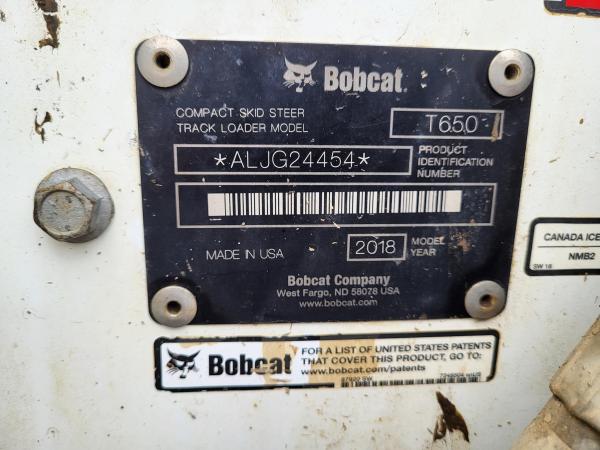 Bobcat
COMPACT SKID STEER
TRACK LOADER MODEL
T650
*ALJG24454*
PRODUCT
IDENTIFICATION
NUMBER
MADE IN USA
2018
MODEL
YEAR
Bobcat Company
West Fargo, ND 58078 USA
www.bobcat.com
CANADA ICE
NMB2
SW 16
Bobcat
FOR A LIST OF UNITED STATES PATENTS
THAT COVER THIS PRODUCT, GO TO:
www.bobcat.com/patents